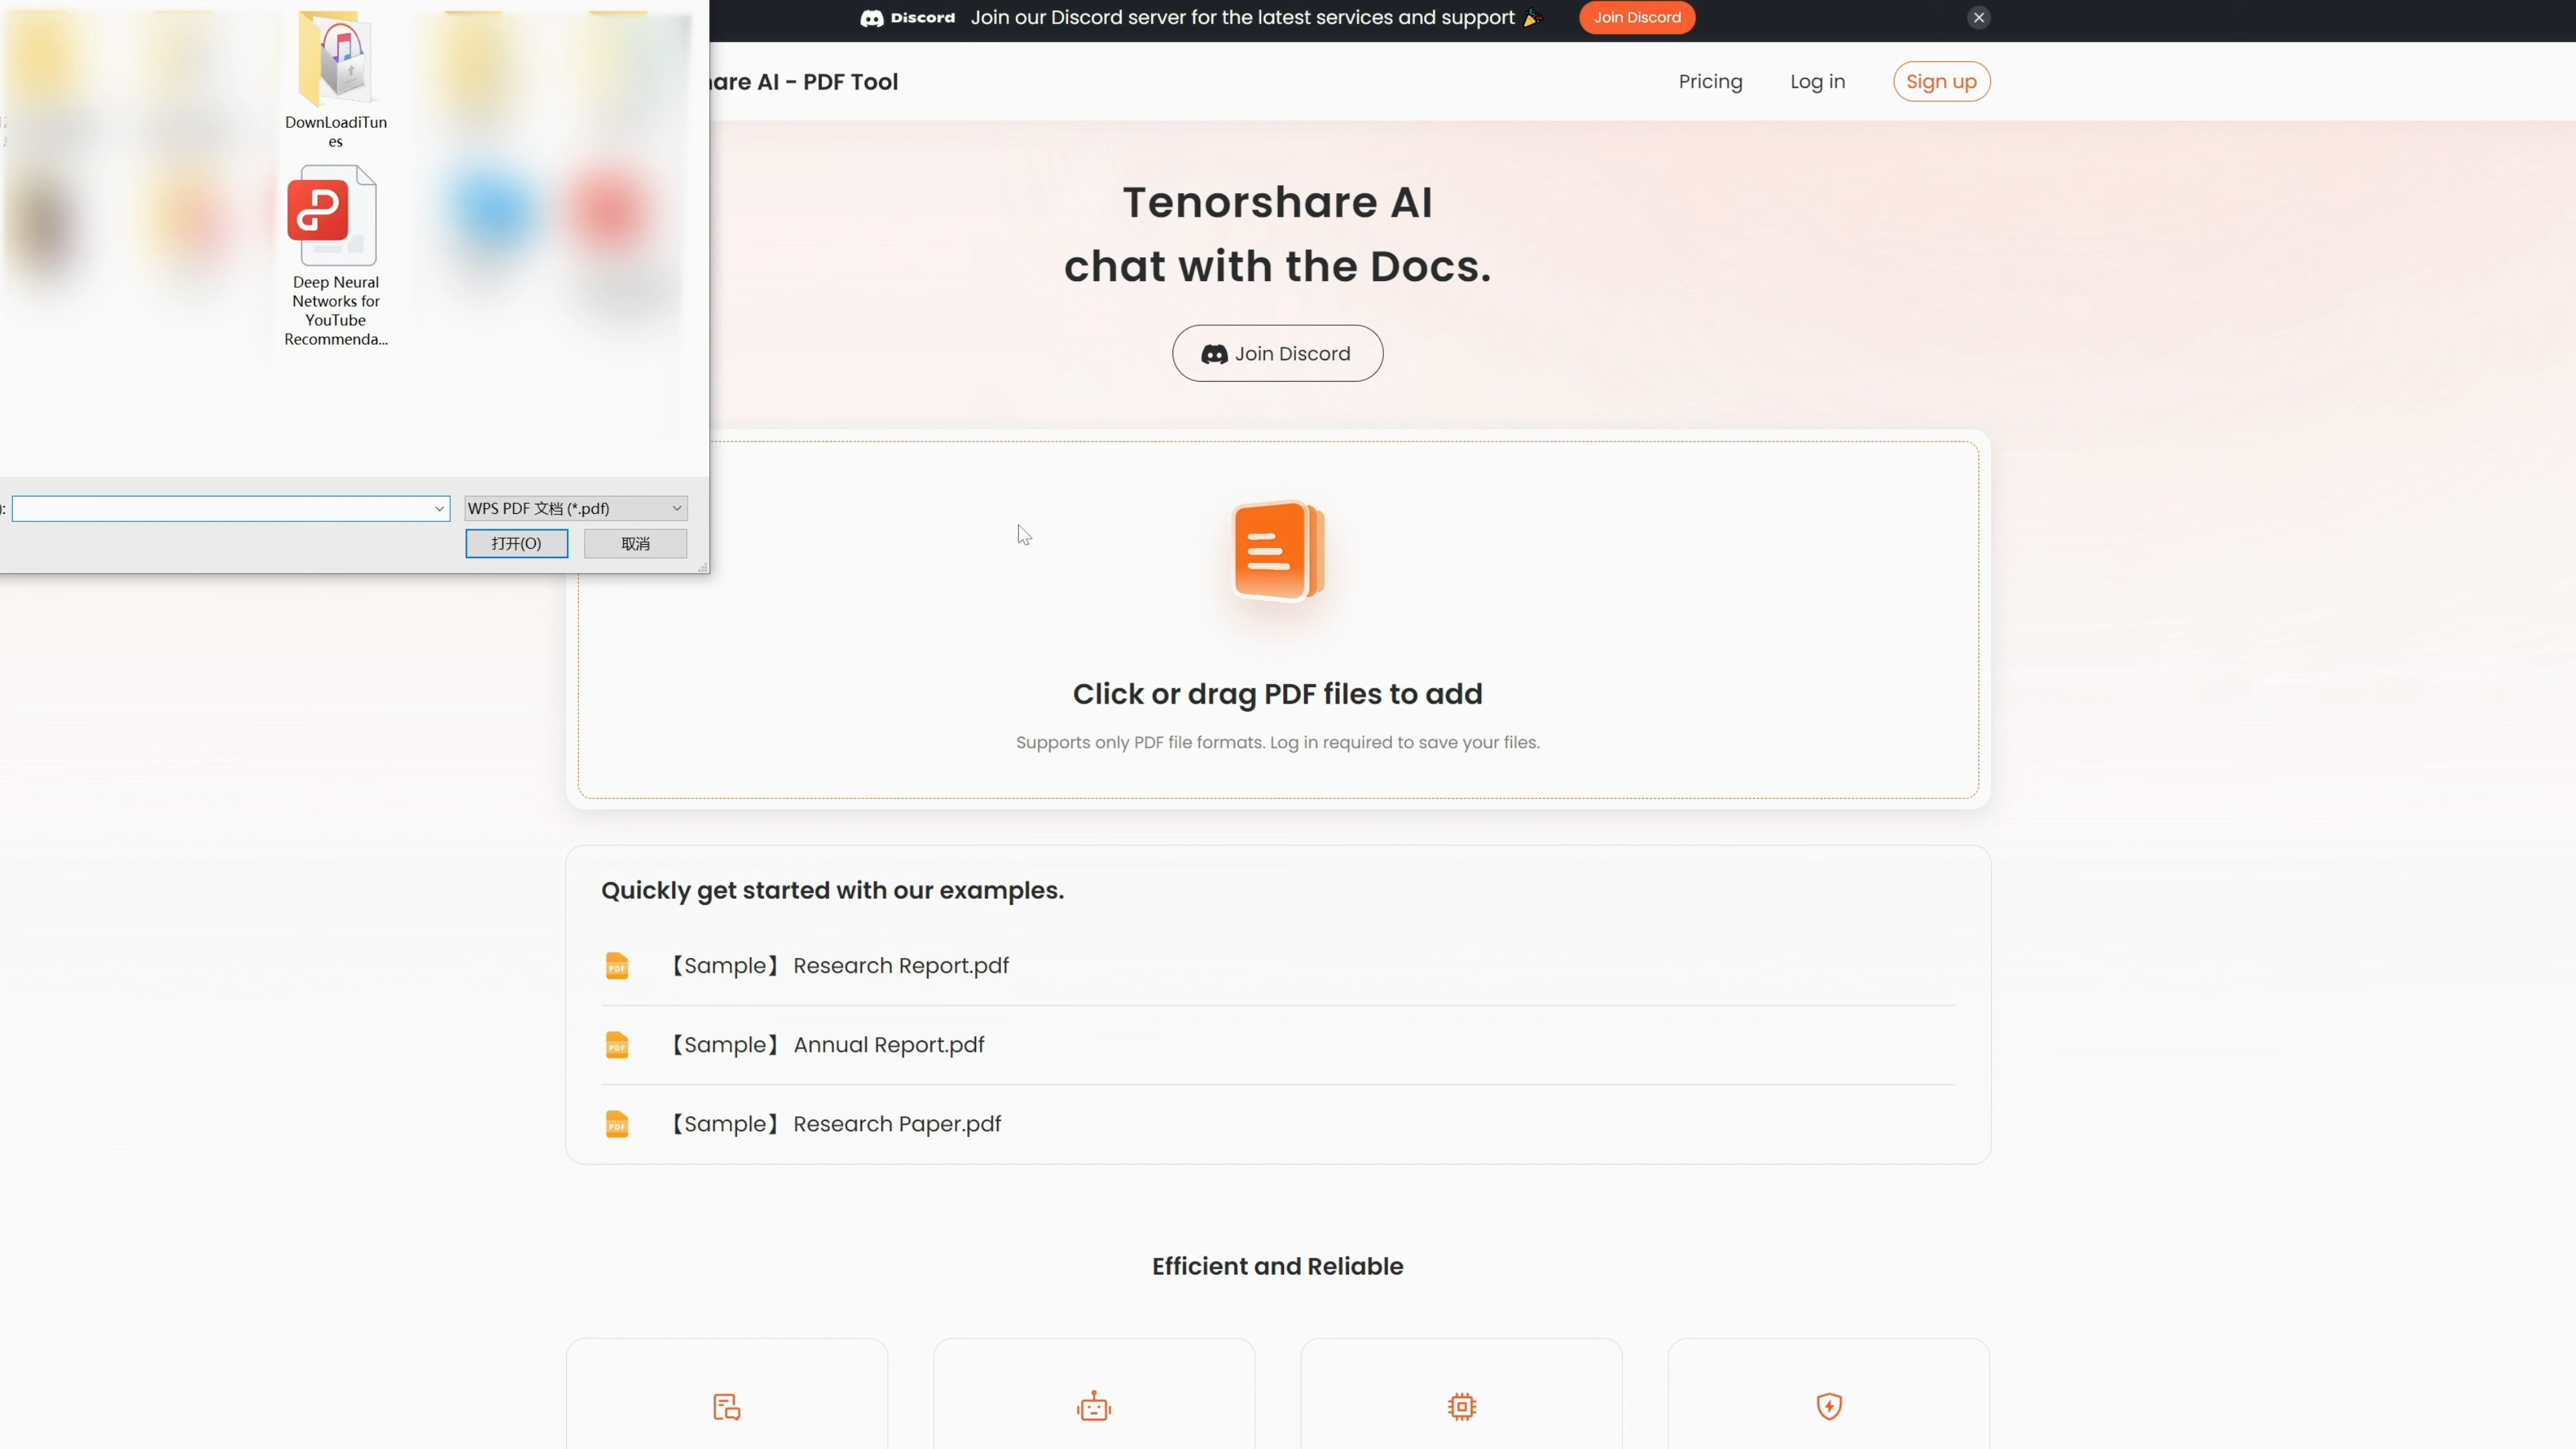 Discord Join our Discord server for the latest services and support 🎉 Join Discord
are AI - PDF Tool
Pricing Log in Sign up
DownLoadiTun
es
Deep Neural
Networks for
YouTube
Recommenda...
WPS PDF 文档 (*.pdf)
打开(O) 取消
Tenorshare AI
chat with the Docs.
Join Discord
Click or drag PDF files to add
Supports only PDF file formats. Log in required to save your files.
Quickly get started with our examples.
PDF 【Sample】 Research Report.pdf
PDF 【Sample】 Annual Report.pdf
PDF 【Sample】 Research Paper.pdf
Efficient and Reliable